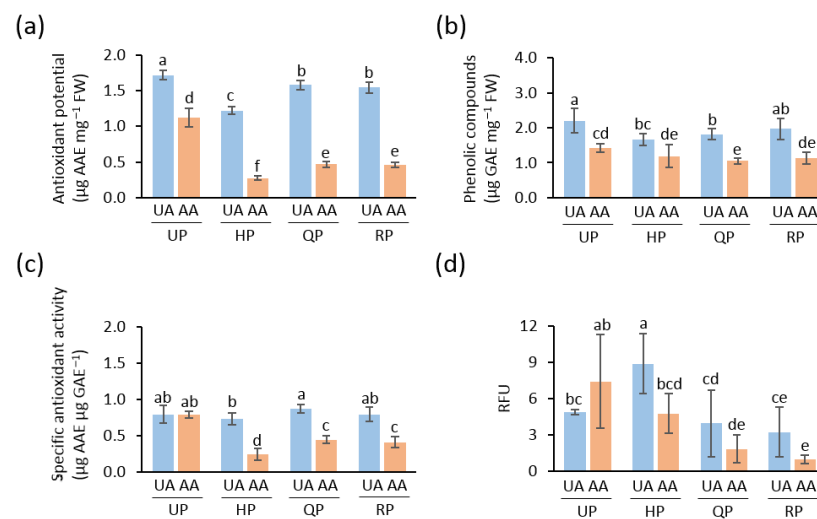 (a)
Antioxidant potential
(µg AAE mg⁻¹ FW)
2.0
1.5
1.0
0.5
0.0
a
d
c
f
b
e
b
e
UA AA UA AA UA AA UA AA
UP HP QP RP
(b)
Phenolic compounds
(µg GAE mg⁻¹ FW)
4.0
3.0
2.0
1.0
0.0
a
cd
bc
de
b
e
ab
de
UA AA UA AA UA AA UA AA
UP HP QP RP
(c)
Specific antioxidant activity
(µg AAE µg GAE⁻¹)
2.0
1.5
1.0
0.5
0.0
ab
ab
b
d
a
c
ab
c
UA AA UA AA UA AA UA AA
UP HP QP RP
(d)
RFU
12
9
6
3
0
bc
ab
a
bcd
cd
de
ce
e
UA AA UA AA UA AA UA AA
UP HP QP RP